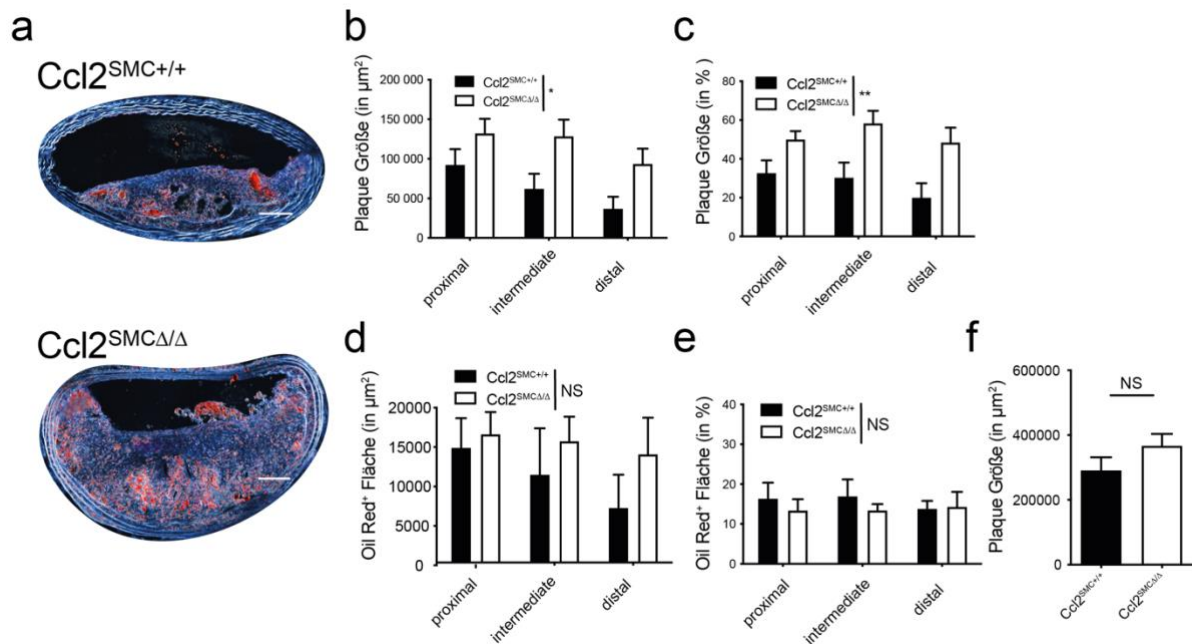 a
Ccl2SMC+/+
Ccl2SMCΔ/Δ
b
Plaque Größe (in µm²)
200 000
150 000
100 000
50 000
0
Ccl2SMC+/+
Ccl2SMCΔ/Δ
*
proximal
intermediate
distal
c
Plaque Größe (in %)
80
60
40
20
0
Ccl2SMC+/+
Ccl2SMCΔ/Δ
**
proximal
intermediate
distal
d
Oil Red⁺ Fläche (in µm²)
20000
15000
10000
5000
0
Ccl2SMC+/+
Ccl2SMCΔ/Δ
NS
proximal
intermediate
distal
e
Oil Red⁺ Fläche (in %)
40
30
20
10
0
Ccl2SMC+/+
Ccl2SMCΔ/Δ
NS
proximal
intermediate
distal
f
Plaque Größe (in µm²)
600000
400000
200000
0
NS
Ccl2SMC+/+
Ccl2SMCΔ/Δ